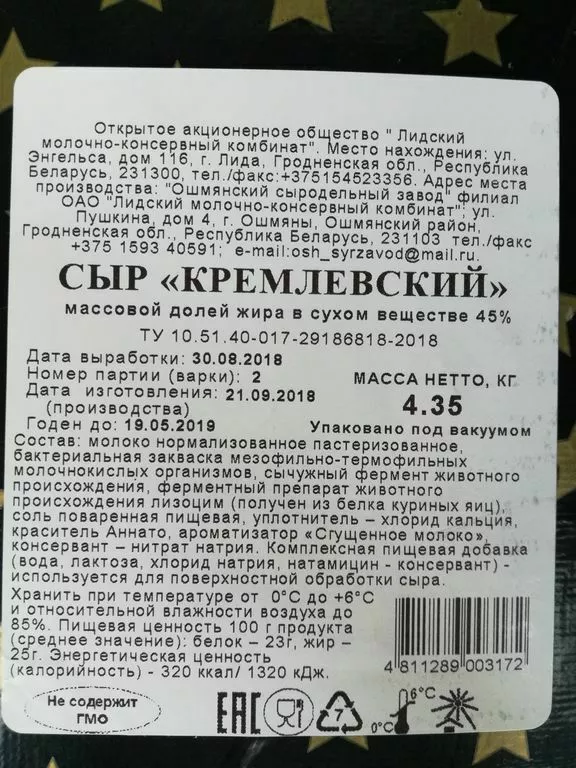 Открытое акционерное общество " Лидский
молочно-консервный комбинат". Место нахождения: ул.
Энгельса, дом 116, г. Лида, Гродненская обл., Республика
Беларусь, 231300, тел./факс:+375154523356. Адрес места
производства: "Ошмянский сыродельный завод" филиал
ОАО "Лидский молочно-консервный комбинат"; ул.
Пушкина, дом 4, г. Ошмяны, Ошмянский район,
Гродненская обл., Республика Беларусь, 231103 тел./факс
+375 1593 40591; e-mail:osh_syrzavod@mail.ru.
СЫР «КРЕМЛЕВСКИЙ»
массовой долей жира в сухом веществе 45%
ТУ 10.51.40-017-29186818-2018
Дата выработки: 30.08.2018
Номер партии (варки): 2
МАССА НЕТТО, КГ
Дата изготовления: 21.09.2018
(производства)
4.35
Годен до: 19.05.2019
Упаковано под вакуумом
Состав: молоко нормализованное пастеризованное,
бактериальная закваска мезофильно-термофильных
молочнокислых организмов, сычужный фермент животного
происхождения, ферментный препарат животного
происхождения лизоцим (получен из белка куриных яиц),
соль поваренная пищевая, уплотнитель – хлорид кальция,
краситель Аннато, ароматизатор «Сгущенное молоко»,
консервант – нитрат натрия. Комплексная пищевая добавка
(вода, лактоза, хлорид натрия, натамицин - консервант) -
используется для поверхностной обработки сыра.
Хранить при температуре от 0°С до +6°С
и относительной влажности воздуха до
85%. Пищевая ценность 100 г продукта
(среднее значение): белок – 23г, жир –
25г. Энергетическая ценность
(калорийность) - 320 ккал/ 1320 кДж.
4 811289 003172
Не содержит
ГМО
EAC
7
0°C
6°C